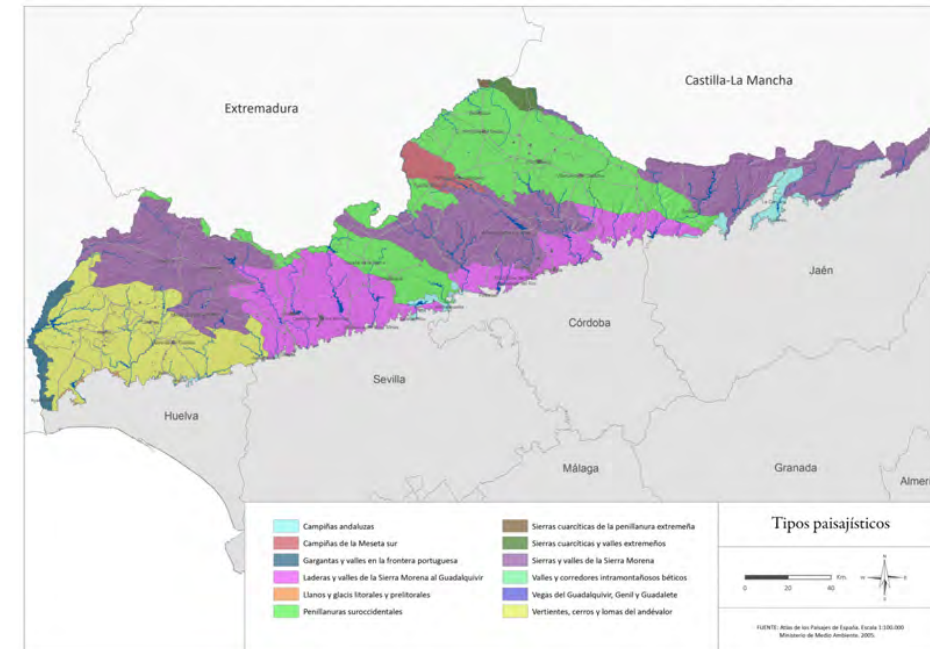 Extremadura
Castilla-La Mancha
Jaén
Córdoba
Sevilla
Huelva
Málaga
Granada
Almerí
Tipos paisajísticos
Campiñas andaluzas
Campiñas de la Meseta sur
Gargantas y valles en la frontera portuguesa
Laderas y valles de la Sierra Morena al Guadalquivir
Llanos y glacis litorales y prelitorales
Penillanuras suroccidentales
Sierras cuarcíticas de la penillanura extremeña
Sierras cuarcíticas y valles extremeños
Sierras y valles de la Sierra Morena
Valles y corredores intramontañosos béticos
Vegas del Guadalquivir, Genil y Guadalete
Vertientes, cerros y lomas del andévalor
Km.
0 20 40
N
W E
S
FUENTE: Atlas de los Paisajes de España. Escala 1:100.000
Ministerio de Medio Ambiente. 2005.